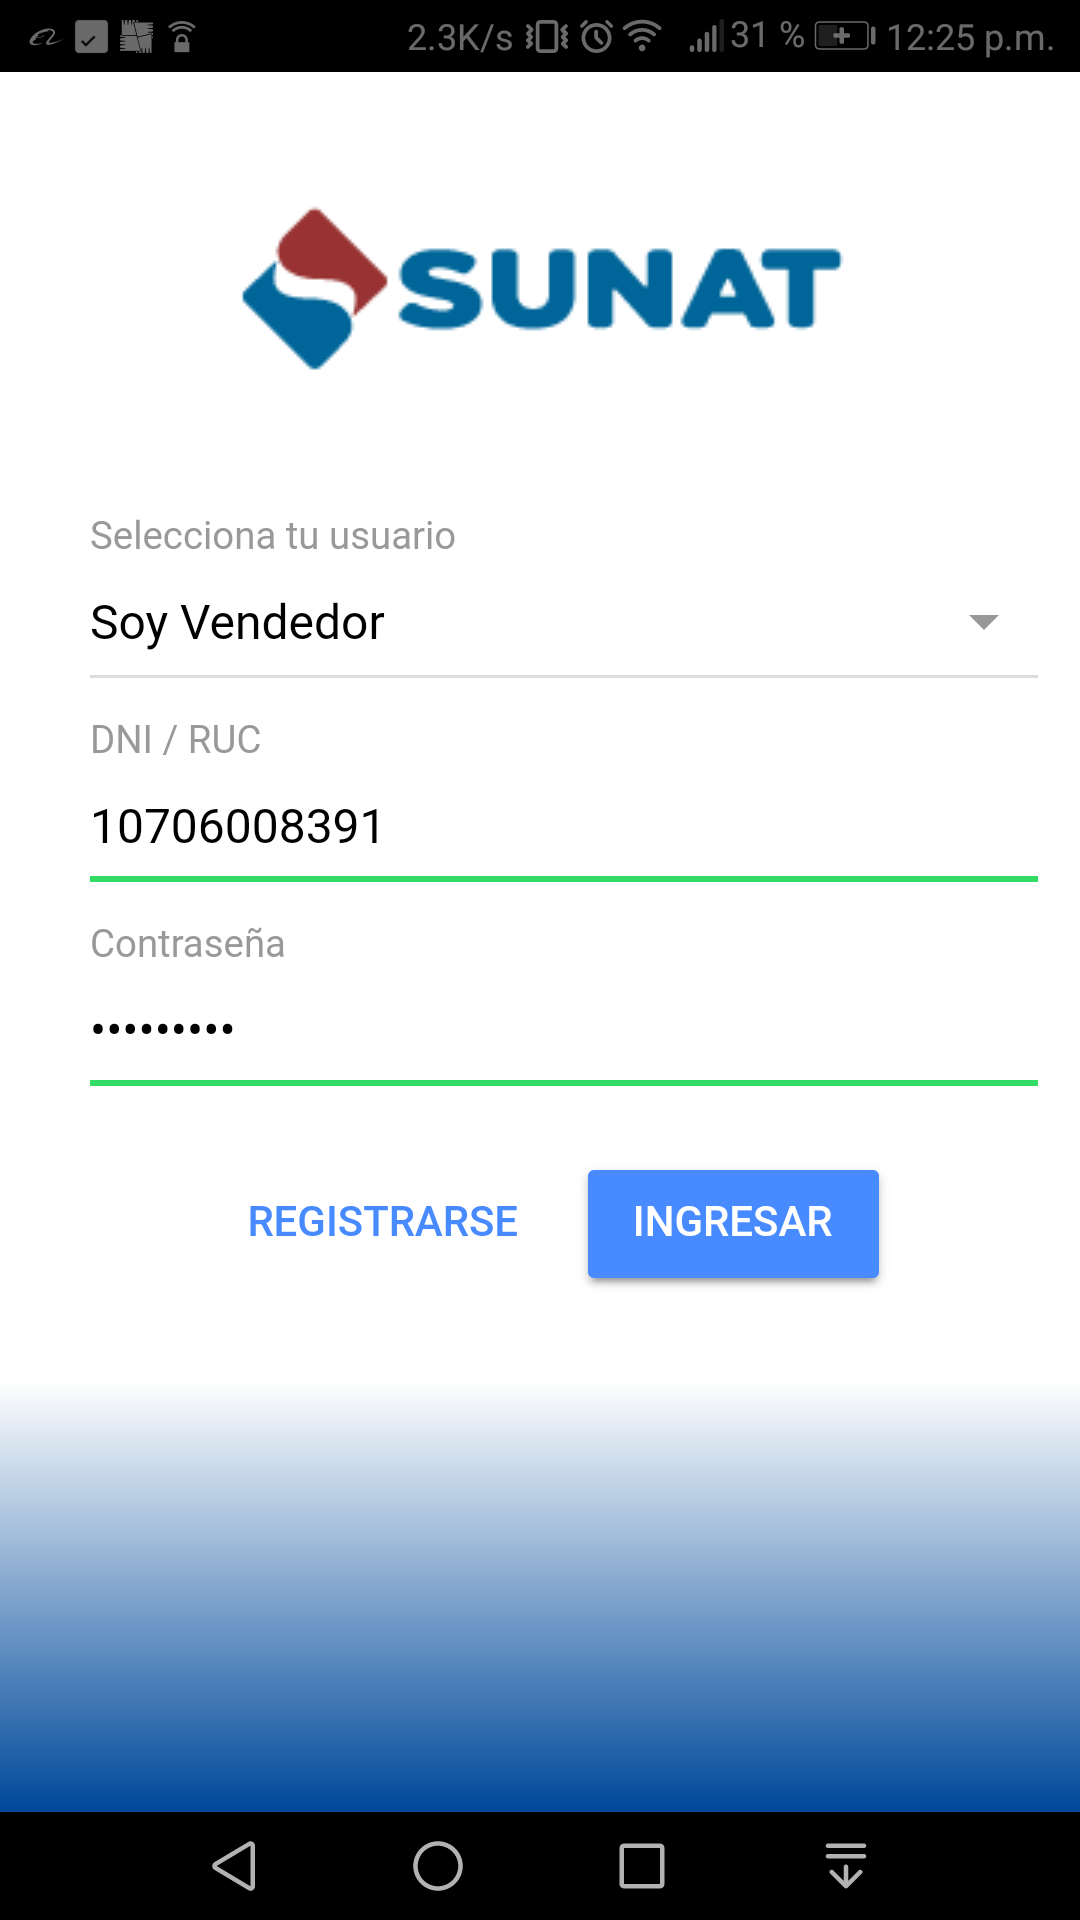 2.3K/s 31 % 12:25 p.m.
SUNAT
Selecciona tu usuario
Soy Vendedor
DNI / RUC
10706008391
Contraseña
•••••••••
REGISTRARSE INGRESAR